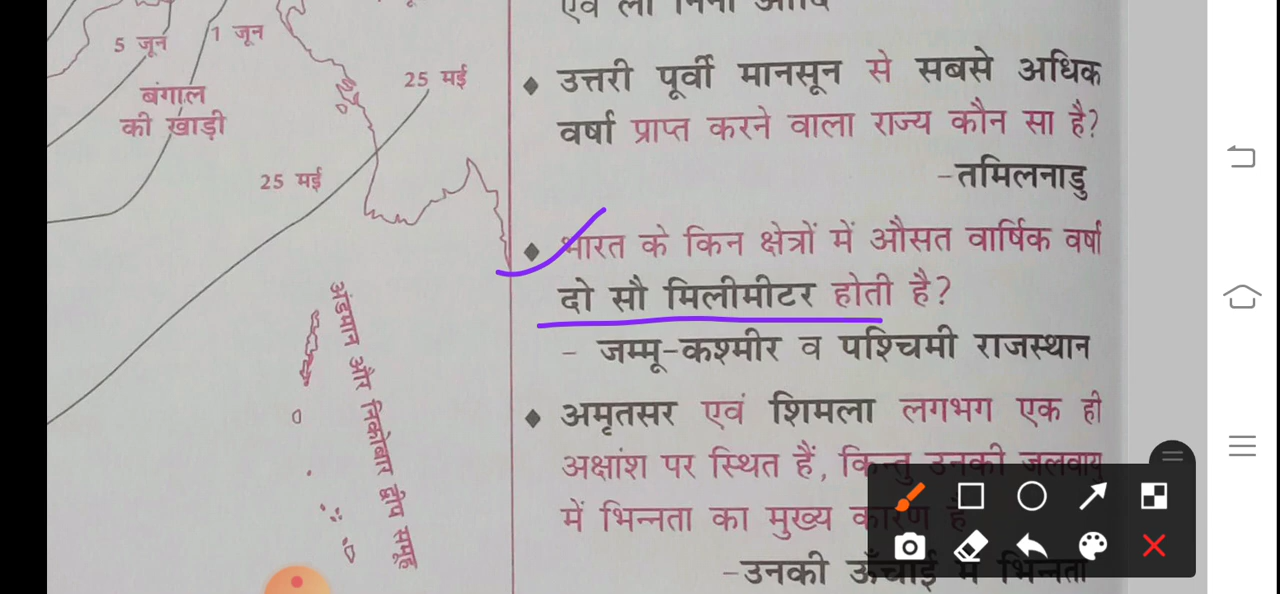 5 जून
1 जून
25 मई
बंगाल
की खाड़ी
25 मई
अंडमान और निकोबार द्वीप समूह
एवं ला निना आदि
♦ उत्तरी पूर्वी मानसून से सबसे अधिक
वर्षा प्राप्त करने वाला राज्य कौन सा है?
-तमिलनाडु
♦ भारत के किन क्षेत्रों में औसत वार्षिक वर्षा
दो सौ मिलीमीटर होती है?
- जम्मू-कश्मीर व पश्चिमी राजस्थान
♦ अमृतसर एवं शिमला लगभग एक ही
अक्षांश पर स्थित हैं, किन्तु उनकी जलवायु
में भिन्नता का मुख्य कारण है
-उनकी ऊँचाई में भिन्नता